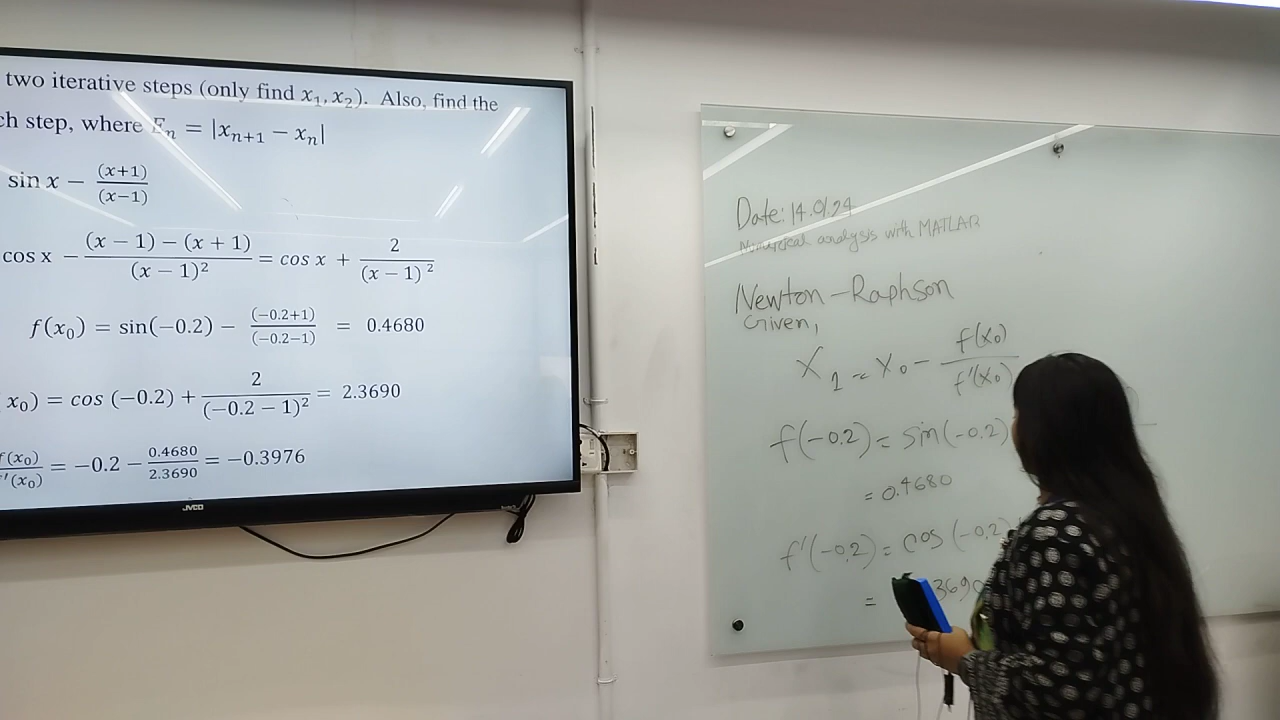 two iterative steps (only find x₁, x₂). Also, find the
ch step, where Eₙ = |xₙ₊₁ − xₙ|
sin x − (x+1)/(x−1)
cos x − ((x − 1) − (x + 1))/(x − 1)² = cos x + 2/(x − 1)²
f(x₀) = sin(−0.2) − (−0.2+1)/(−0.2−1) = 0.4680
x₀) = cos (−0.2) + 2/(−0.2 − 1)² = 2.3690
f(x₀)/′(x₀) = −0.2 − 0.4680/2.3690 = −0.3976
JVCO
Date: 14.01.24
Numerical analysis with MATLAB
Newton-Raphson
Given,
X₁ = X₀ − f(X₀)/f'(X₀)
f(-0.2) = sin(-0.2)
= 0.4680
f'(-0.2) = cos(-0.2)
= 3690